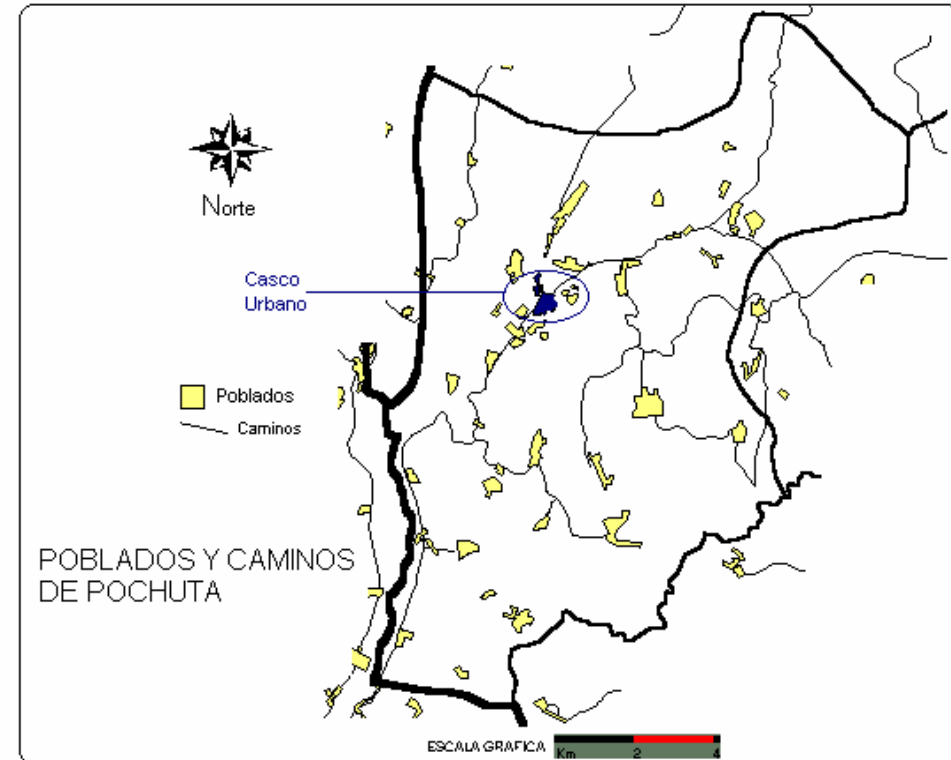 Norte
Casco
Urbano
Poblados
Caminos
POBLADOS Y CAMINOS
DE POCHUTA
ESCALA GRAFICA
Km 2 4